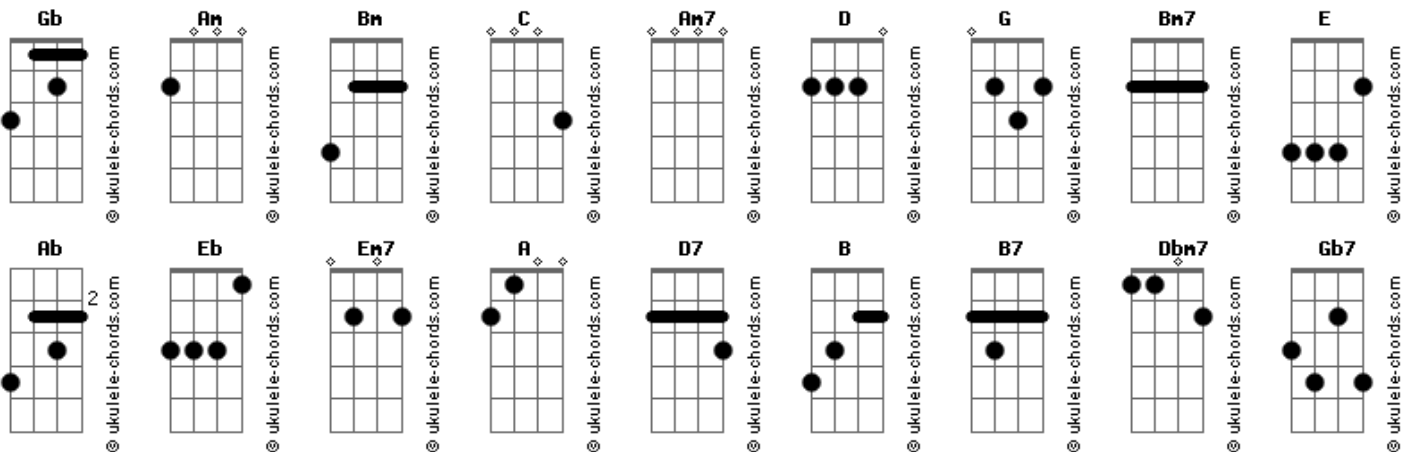 Gb Am Bm C Am7 D G Bm7 E
© ukulele-chords.com © ukulele-chords.com © ukulele-chords.com © ukulele-chords.com © ukulele-chords.com © ukulele-chords.com © ukulele-chords.com © ukulele-chords.com © ukulele-chords.com
Ab Eb Em7 A D7 B B7 Dbm7 Gb7
2
© ukulele-chords.com © ukulele-chords.com © ukulele-chords.com © ukulele-chords.com © ukulele-chords.com © ukulele-chords.com © ukulele-chords.com © ukulele-chords.com © ukulele-chords.com